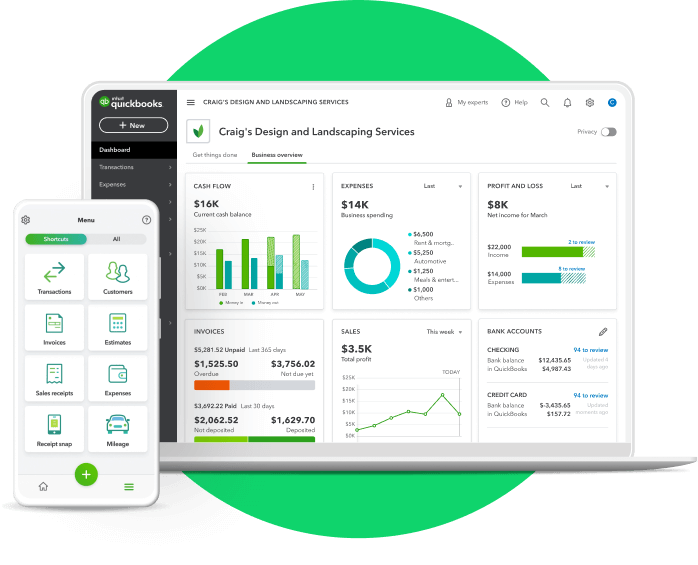 intuit
quickbooks
CRAIG'S DESIGN AND LANDSCAPING SERVICES
My experts
Help
C
+ New
Craig's Design and Landscaping Services
Privacy
Dashboard
Transactions
Expenses
Get things done
Business overview
CASH FLOW
$16K
Current cash balance
$25K
$20K
$15K
$10K
$5K
$0K
FEB MAR APR MAY
Money in Money out
EXPENSES
Last
$14K
Business spending
$6,500
Rent & mortg..
$5,250
Automotive
$1,250
Meals & entert...
$1,000
Others
PROFIT AND LOSS
Last
$8K
Net income for March
2 to review
$22,000
Income
8 to review
$14,000
Expenses
INVOICES
$5,281.52 Unpaid Last 365 days
$1,525.50 $3,756.02
Overdue Not due yet
$3,692.22 Paid Last 30 days
$2,062.52 $1,629.70
Not deposited Deposited
SALES
This week
$3.5K
Total profit
TODAY
$25K
$20K
$15K
$10K
$5K
$0K
BANK ACCOUNTS
CHECKING 94 to review
Bank balance $12,435.65 Updated 4
in QuickBooks $4,987.43 days ago
CREDIT CARD 94 to review
Bank balance $-3,435.65 Updated
in QuickBooks $157.72 moments ago
Menu
Shortcuts All
Transactions Customers
Invoices Estimates
Sales receipts Expenses
Receipt snap Mileage